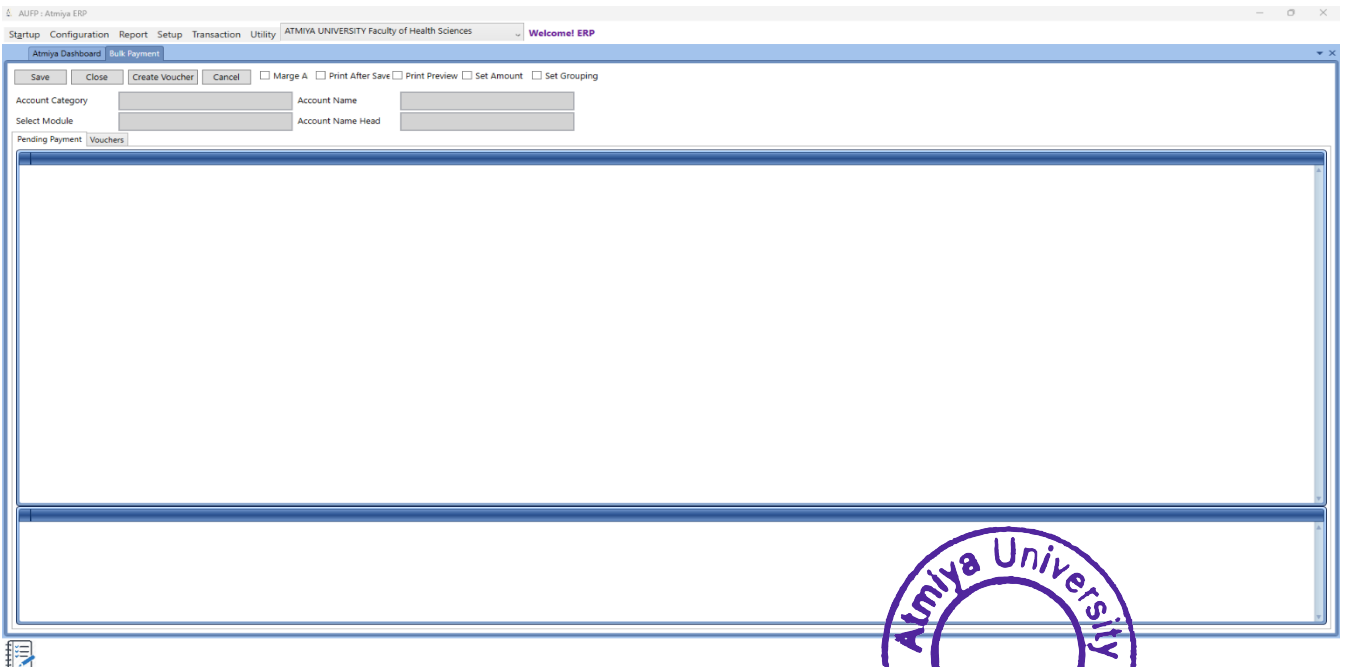 AUFP : Atmiya ERP
Startup Configuration Report Setup Transaction Utility ATMIYA UNIVERSITY Faculty of Health Sciences Welcome! ERP
Atmiya Dashboard Bulk Payment
Save Close Create Voucher Cancel Marge A Print After Save Print Preview Set Amount Set Grouping
Account Category Account Name
Select Module Account Name Head
Pending Payment Vouchers
Atmiya University